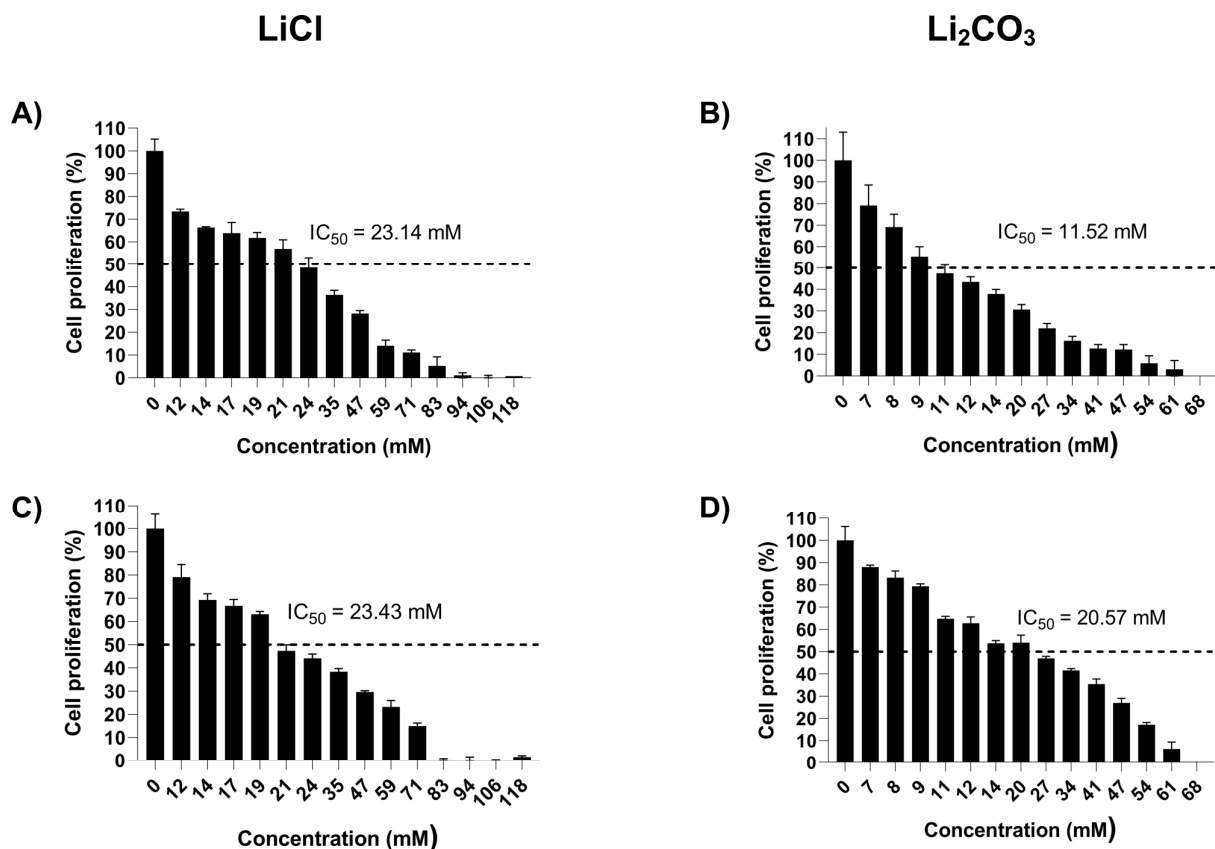 LiCl
Li₂CO₃
A)
Cell proliferation (%)
110
100
90
80
70
60
50
40
30
20
10
0
IC₅₀ = 23.14 mM
0 12 14 17 19 21 24 35 47 59 71 83 94 106 118
Concentration (mM)
B)
Cell proliferation (%)
110
100
90
80
70
60
50
40
30
20
10
0
IC₅₀ = 11.52 mM
0 7 8 9 11 12 14 20 27 34 41 47 54 61 68
Concentration (mM)
C)
Cell proliferation (%)
110
100
90
80
70
60
50
40
30
20
10
0
IC₅₀ = 23.43 mM
0 12 14 17 19 21 24 35 47 59 71 83 94 106 118
Concentration (mM)
D)
Cell proliferation (%)
110
100
90
80
70
60
50
40
30
20
10
0
IC₅₀ = 20.57 mM
0 7 8 9 11 12 14 20 27 34 41 47 54 61 68
Concentration (mM)